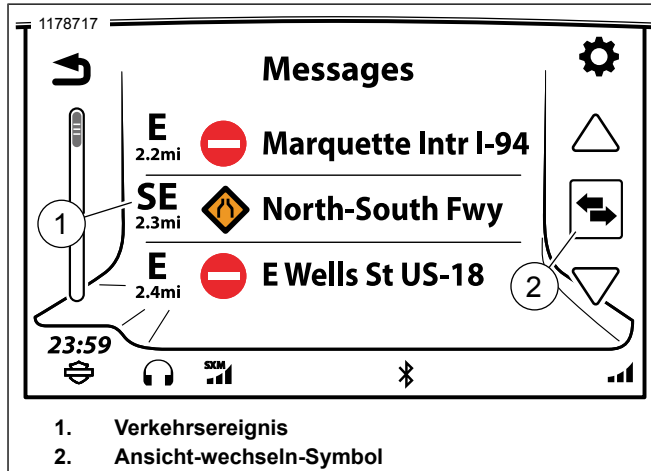 1178717
Messages
E
2.2mi
Marquette Intr I-94
SE
2.3mi
North-South Fwy
E
2.4mi
E Wells St US-18
1
2
23:59
SXM
1. Verkehrsereignis
2. Ansicht-wechseln-Symbol